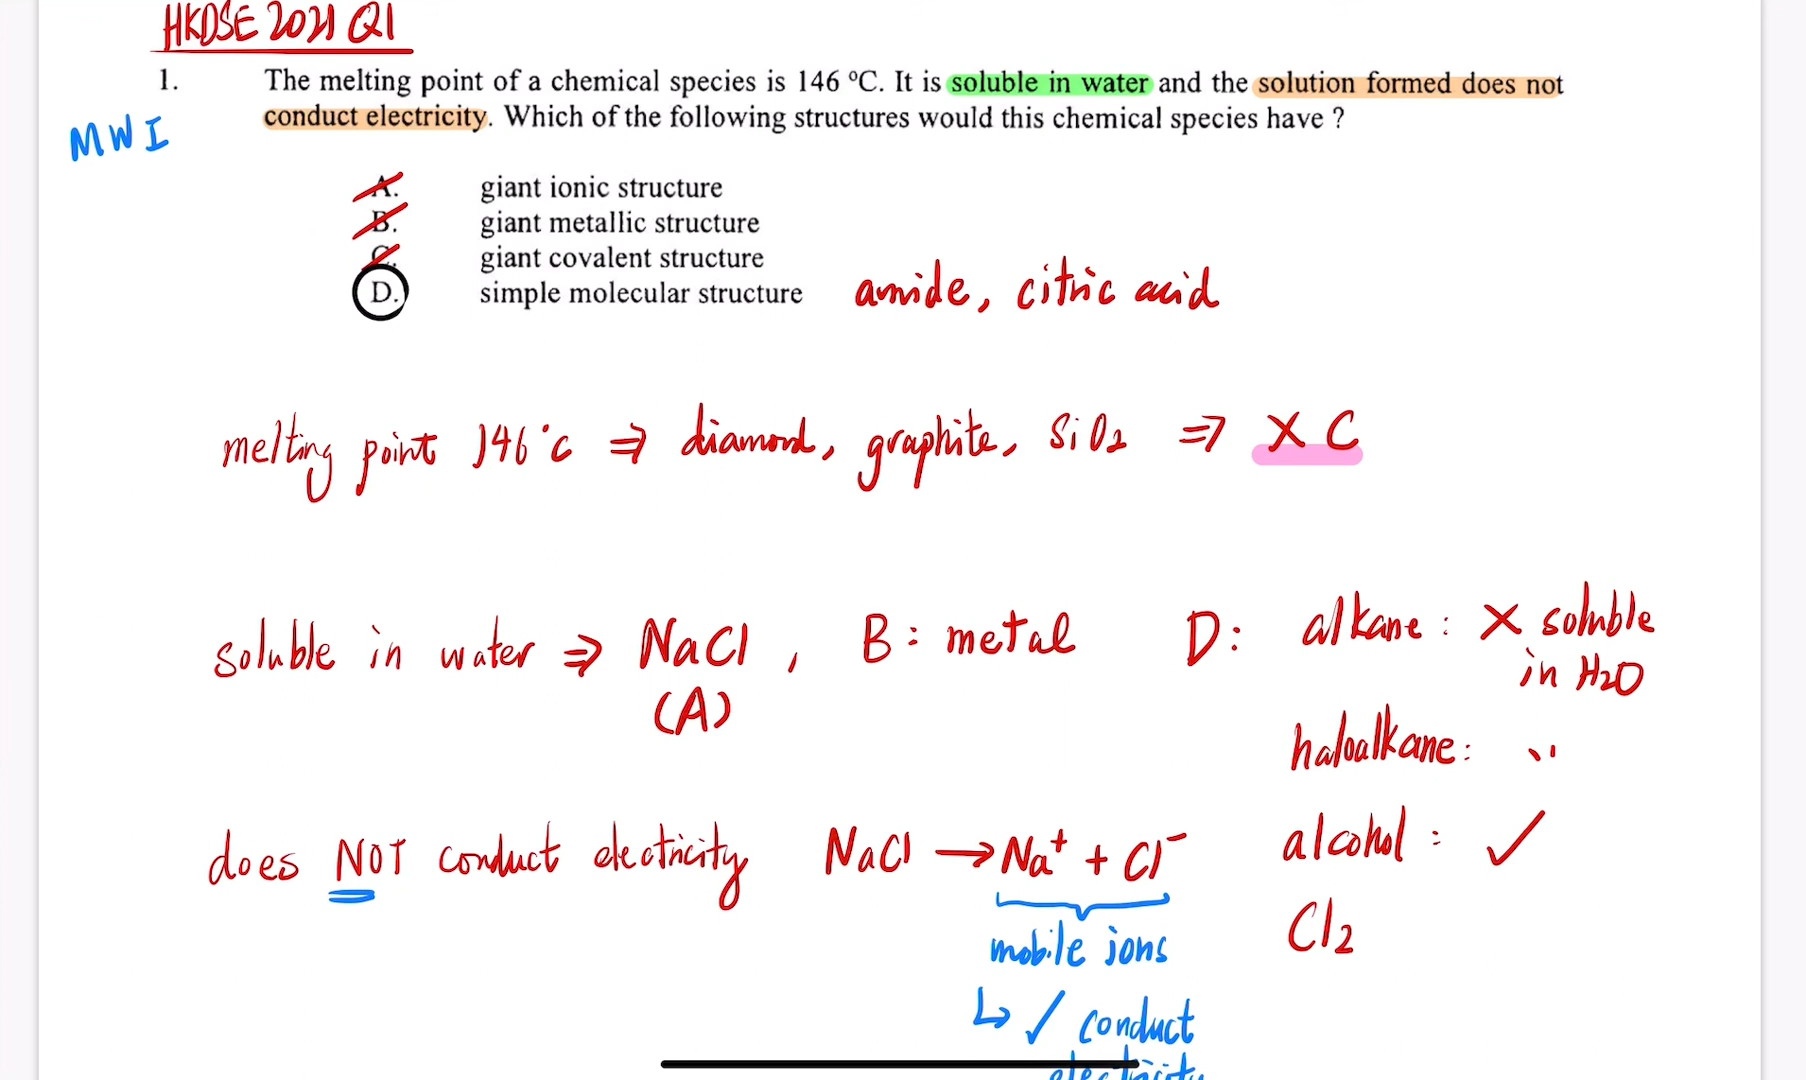 HKDSE 2021 Q1
1. The melting point of a chemical species is 146 °C. It is soluble in water and the solution formed does not
conduct electricity. Which of the following structures would this chemical species have ?
MWI
A. giant ionic structure
B. giant metallic structure
C. giant covalent structure
D. simple molecular structure amide, citric acid
melting point 146°c ⇒ diamond, graphite, SiO2 ⇒ X C
soluble in water ⇒ NaCl , B : metal D: alkane : X soluble
in H2O
(A)
haloalkane: 〃
does NOT conduct electricity NaCl → Na+ + Cl- alcohol : ✓
Cl2
mobile ions
↳ ✓ conduct
electricity